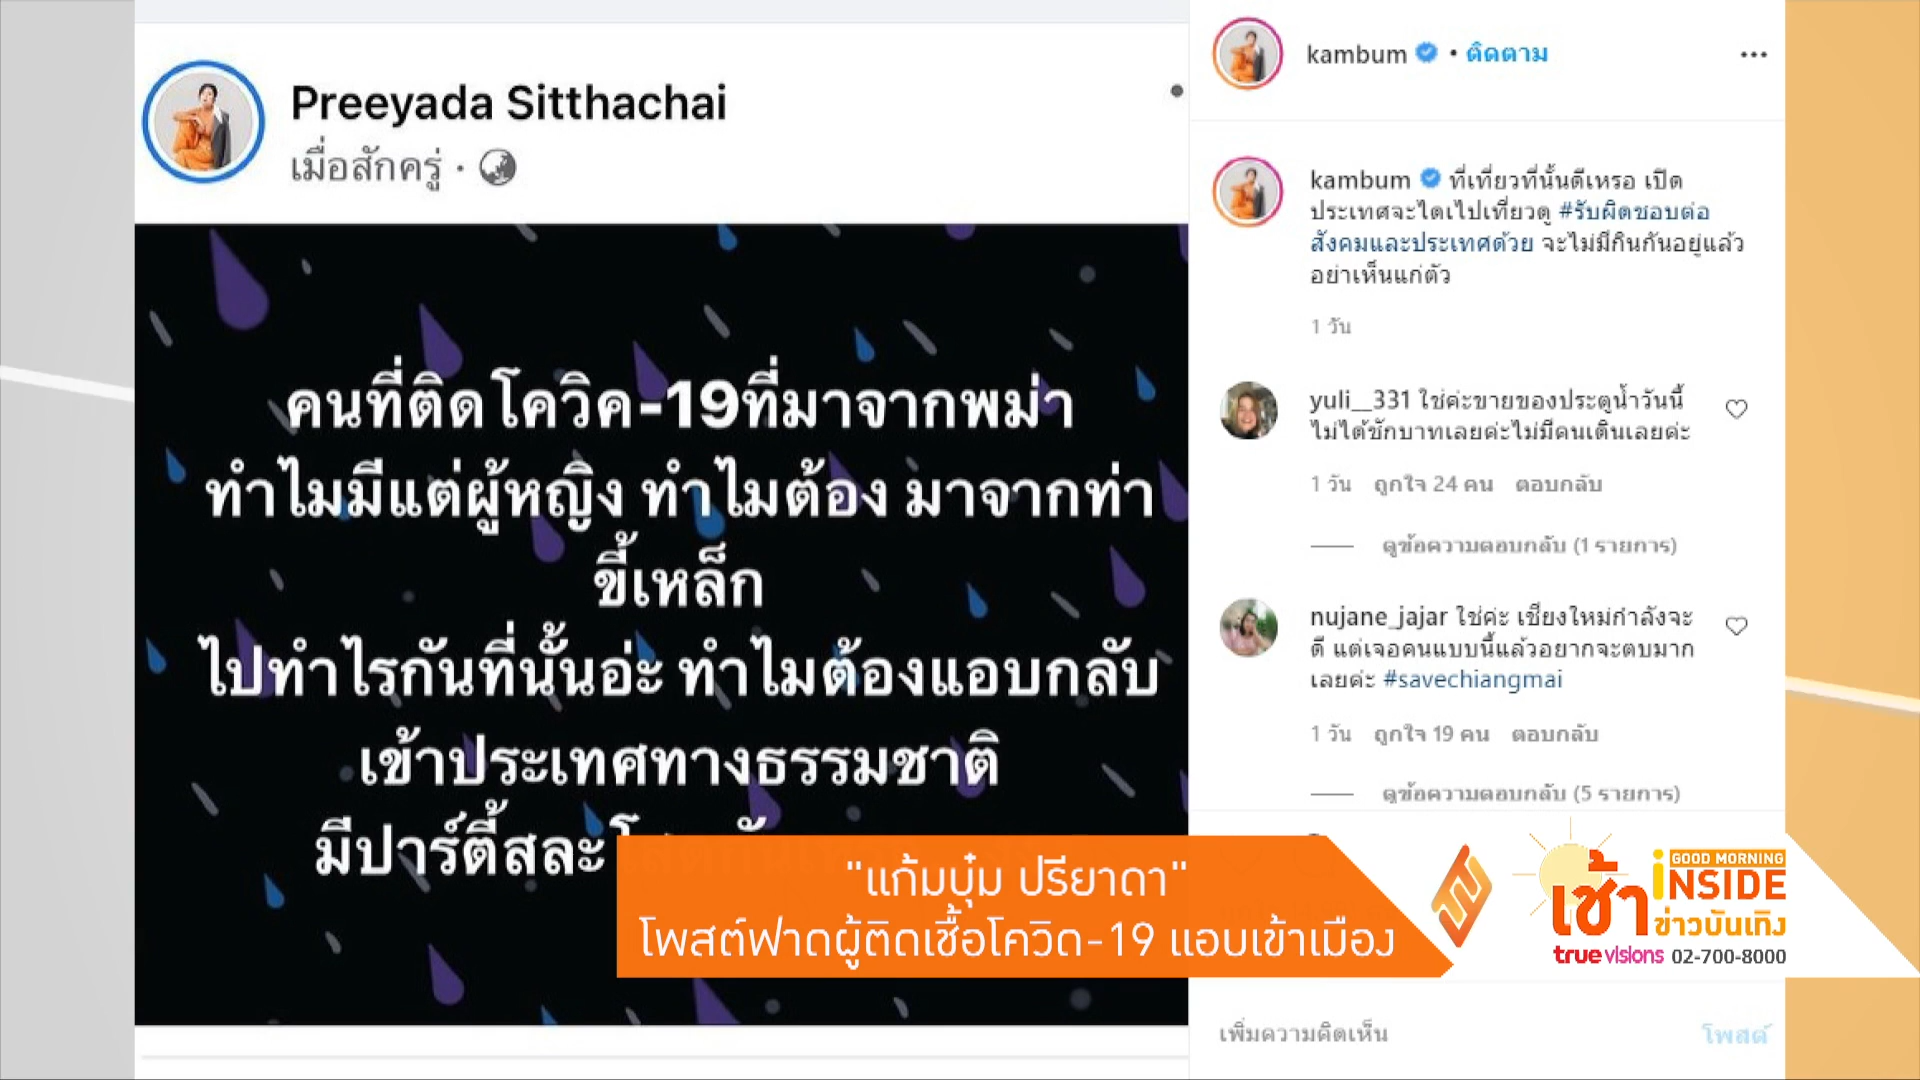 Preeyada Sitthachai
เมื่อสักครู่ ·
คนที่ติดโควิค-19ที่มาจากพม่า
ทำไมมีแต่ผู้หญิง ทำไมต้อง มาจากท่า
ขี้เหล็ก
ไปทำไรกันที่นั้นอ่ะ ทำไมต้องแอบกลับ
เข้าประเทศทางธรรมชาติ
มีปาร์ตี้สละ
kambum • ติดตาม
kambum ที่เที่ยวที่นั้นดีเหรอ เปิด
ประเทศจะไดเไปเที่ยวดู #รับผิดชอบต่อ
สังคมและประเทศด้วย จะไม่มีกินกันอยู่แล้ว
อย่าเห็นแก่ตัว
1 วัน
yuli__331 ใช่ค่ะขายของประตูน้ำวันนี้
ไม่ได้ซักบาทเลยค่ะไม่มีคนเดินเลยค่ะ
1 วัน ถูกใจ 24 คน ตอบกลับ
ดูข้อความตอบกลับ (1 รายการ)
nujane_jajar ใช่ค่ะ เชียงใหม่กำลังจะ
ดี แต่เจอคนแบบนี้แล้วอยากจะตบมาก
เลยค่ะ #savechiangmai
1 วัน ถูกใจ 19 คน ตอบกลับ
ดูข้อความตอบกลับ (5 รายการ)
เพิ่มความคิดเห็น โพสต์
"แก้มบุ๋ม ปรียาดา"
โพสต์ฟาดผู้ติดเชื้อโควิด-19 แอบเข้าเมือง
เช้า GOOD MORNING
iNSIDE
ข่าวบันเทิง
true visions 02-700-8000